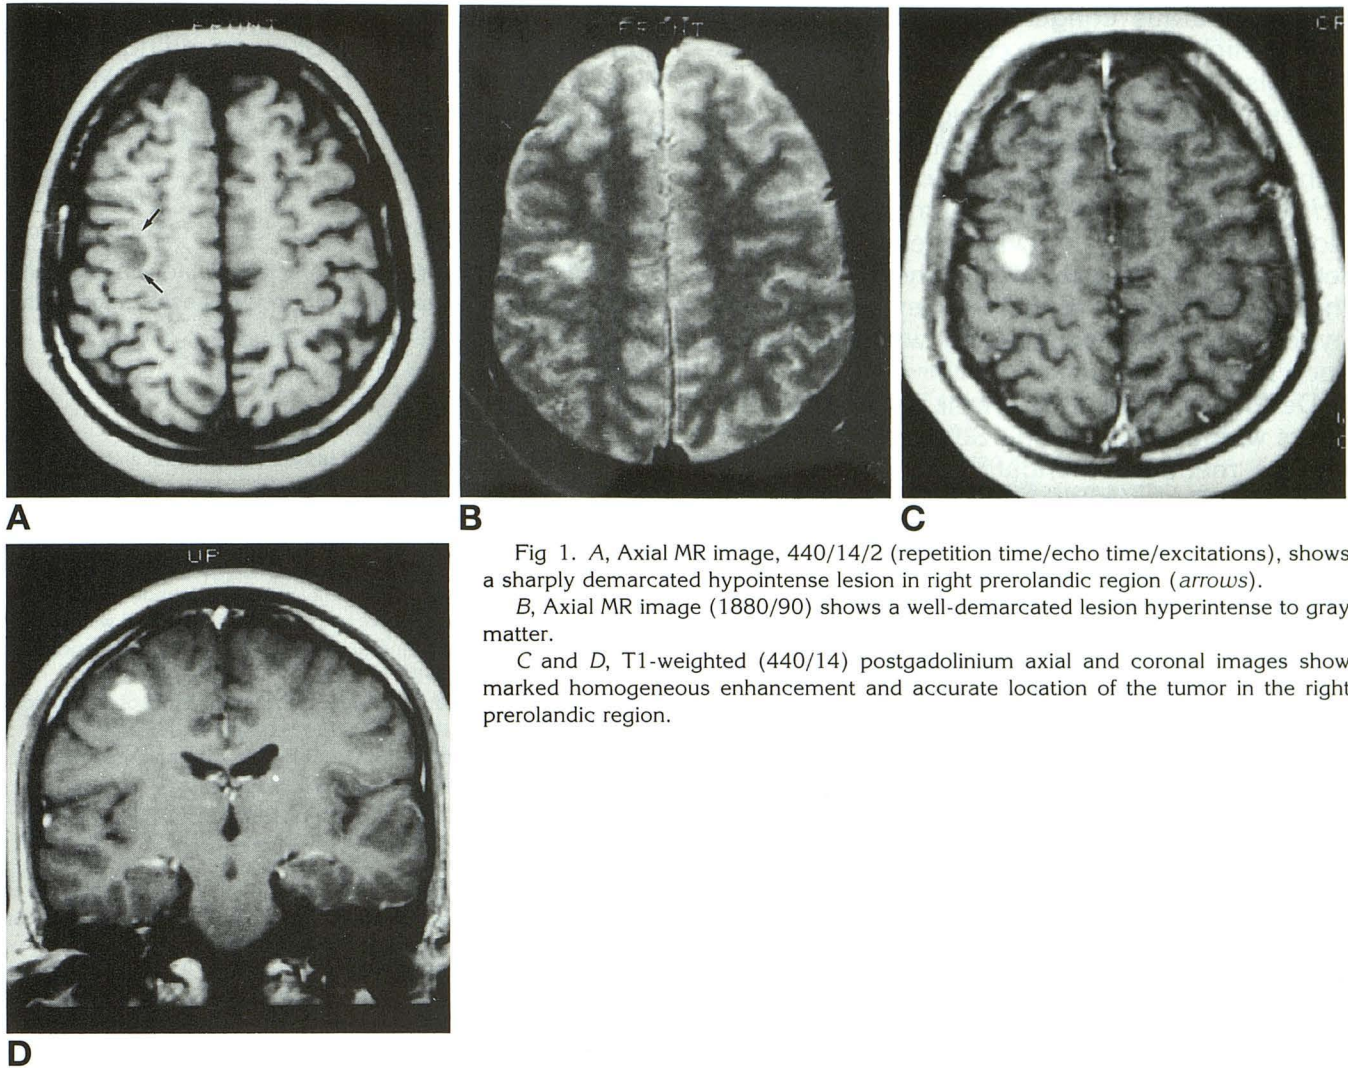 FRONT
FRONT
A
B
C
UP
Fig 1. A, Axial MR image, 440/14/2 (repetition time/echo time/excitations), shows
a sharply demarcated hypointense lesion in right prerolandic region (arrows).
B, Axial MR image (1880/90) shows a well-demarcated lesion hyperintense to gray
matter.
C and D, T1-weighted (440/14) postgadolinium axial and coronal images show
marked homogeneous enhancement and accurate location of the tumor in the right
prerolandic region.
D